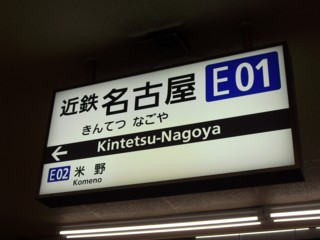 近鉄 名古屋 E01
きんてつ なごや
← Kintetsu-Nagoya
E02 米野
Komeno